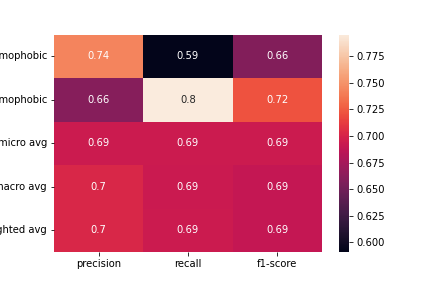 mophobic 0.74 0.59 0.66
mophobic 0.66 0.8 0.72
micro avg 0.69 0.69 0.69
nacro avg 0.7 0.69 0.69
ghted avg 0.7 0.69 0.69
precision recall f1-score
0.775
0.750
0.725
0.700
0.675
0.650
0.625
0.600